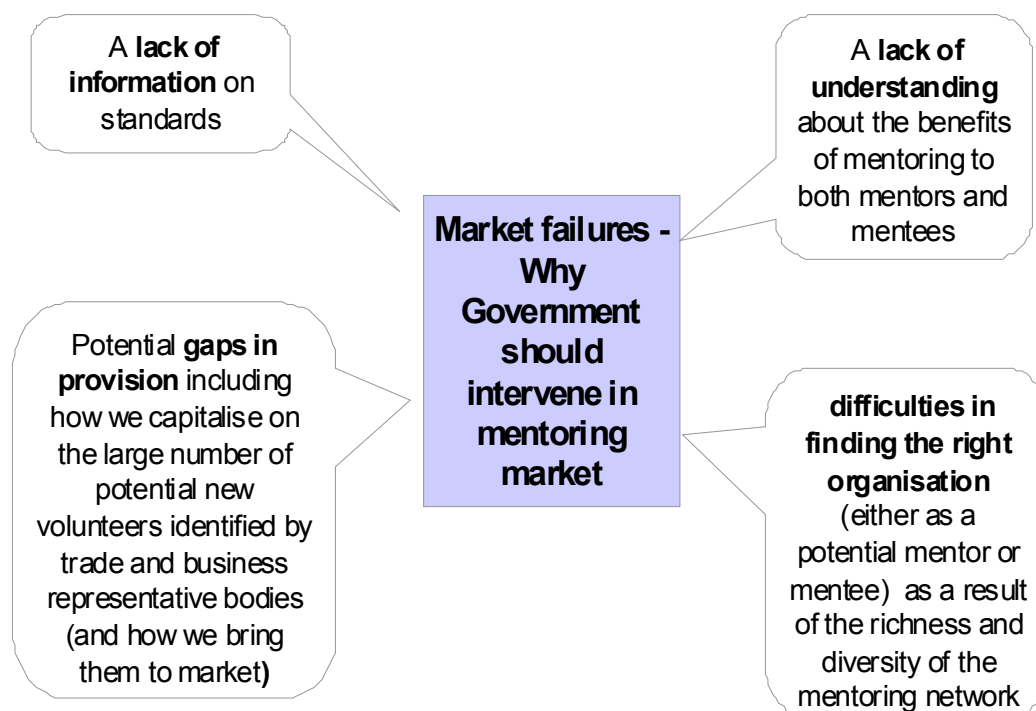 A lack of
information on
standards
A lack of
understanding
about the benefits
of mentoring to
both mentors and
mentees
Market failures -
Why
Government
should
intervene in
mentoring
market
Potential gaps in
provision including
how we capitalise on
the large number of
potential new
volunteers identified by
trade and business
representative bodies
(and how we bring
them to market)
difficulties in
finding the right
organisation
(either as a
potential mentor or
mentee) as a result
of the richness and
diversity of the
mentoring network